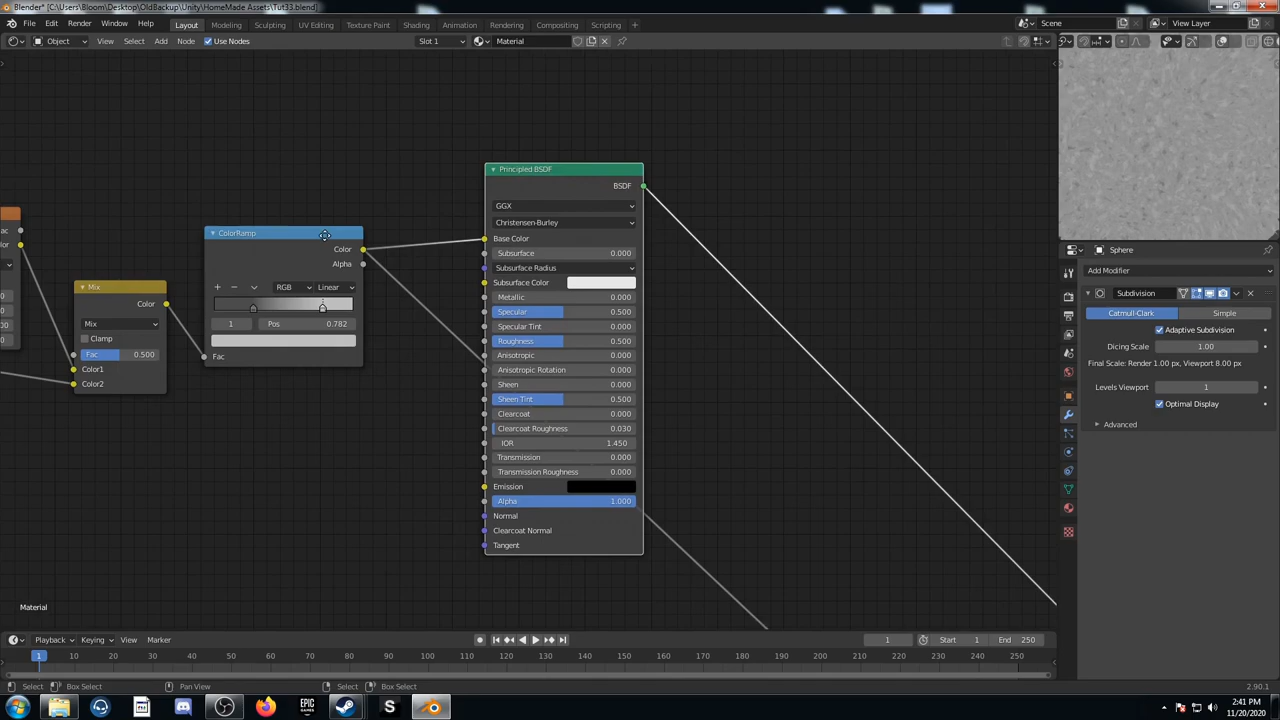 Blender* [C:\Users\Bloom\Desktop\OldBackup\Unity\HomeMade Assets\Tut33.blend]
File Edit Render Window Help Layout Modeling Sculpting UV Editing Texture Paint Shading Animation Rendering Compositing Scripting Scene View Layer
Object View Select Add Node Use Nodes Slot 1 Material
Principled BSDF
BSDF
GGX
Christensen-Burley
Base Color
Subsurface 0.000
Subsurface Radius
Subsurface Color
Metallic 0.000
Specular 0.500
Specular Tint 0.000
Roughness 0.500
Anisotropic 0.000
Anisotropic Rotation 0.000
Sheen 0.000
Sheen Tint 0.500
Clearcoat 0.000
Clearcoat Roughness 0.030
IOR 1.450
Transmission 0.000
Transmission Roughness 0.000
Emission
Alpha 1.000
Normal
Clearcoat Normal
Tangent
ColorRamp
Color
Alpha
RGB Linear
1 Pos 0.782
Fac
Mix
Color
Mix
Clamp
Fac 0.500
Color1
Color2
Sphere
Add Modifier
Subdivision
Catmull-Clark Simple
Adaptive Subdivision
Dicing Scale 1.00
Final Scale: Render 1.00 px, Viewport 8.00 px
Levels Viewport 1
Optimal Display
Advanced
Material
Playback Keying View Marker 1 Start 1 End 250
1 10 20 30 40 50 60 70 80 90 100 110 120 130 140 150 160 170 180 190 200 210 220 230 240 250
Select Box Select Pan View Select Box Select 2.90.1
EPIC
GAMES
S
2:41 PM
11/20/2020